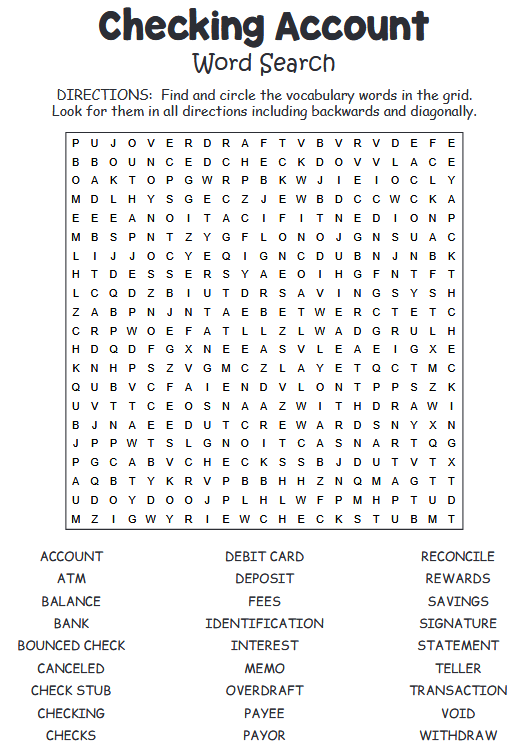 Checking Account
Word Search
DIRECTIONS: Find and circle the vocabulary words in the grid.
Look for them in all directions including backwards and diagonally.
P U J O V E R D R A F T V B V R V D E F E
B B O U N C E D C H E C K D O V V L A C E
O A K T O P G W R P B K W J I E I O C L Y
M D L H Y S G E C Z J E W B D C C W C K A
E E E A N O I T A C I F I T N E D I O N P
M B S P N T Z Y G F L O N O J G N S U A C
L I J J O C Y E Q I G N C D U B N J N B K
H T D E S S E R S Y A E O I H G F N T F T
L C Q D Z B I U T D R S A V I N G S Y S H
Z A B P N J N T A E B E T W E R C T E T C
C R P W O E F A T L L Z L W A D G R U L H
H D Q D F G X N E E A S V L E A E I G X E
K N H P S Z V G M C Z L A Y E T Q C T M C
Q U B V C F A I E N D V L O N T P P S Z K
U V T T C E O S N A A Z W I T H D R A W I
B J N A E E D U T C R E W A R D S N Y X N
J P P W T S L G N O I T C A S N A R T Q G
P G C A B V C H E C K S S B J D U T V T X
A Q B T Y K R V P B B H H Z N Q M A G T T
U D O Y D O O J P L H L W F P M H P T U D
M Z I G W Y R I E W C H E C K S T U B M T
ACCOUNT DEBIT CARD RECONCILE
ATM DEPOSIT REWARDS
BALANCE FEES SAVINGS
BANK IDENTIFICATION SIGNATURE
BOUNCED CHECK INTEREST STATEMENT
CANCELED MEMO TELLER
CHECK STUB OVERDRAFT TRANSACTION
CHECKING PAYEE VOID
CHECKS PAYOR WITHDRAW